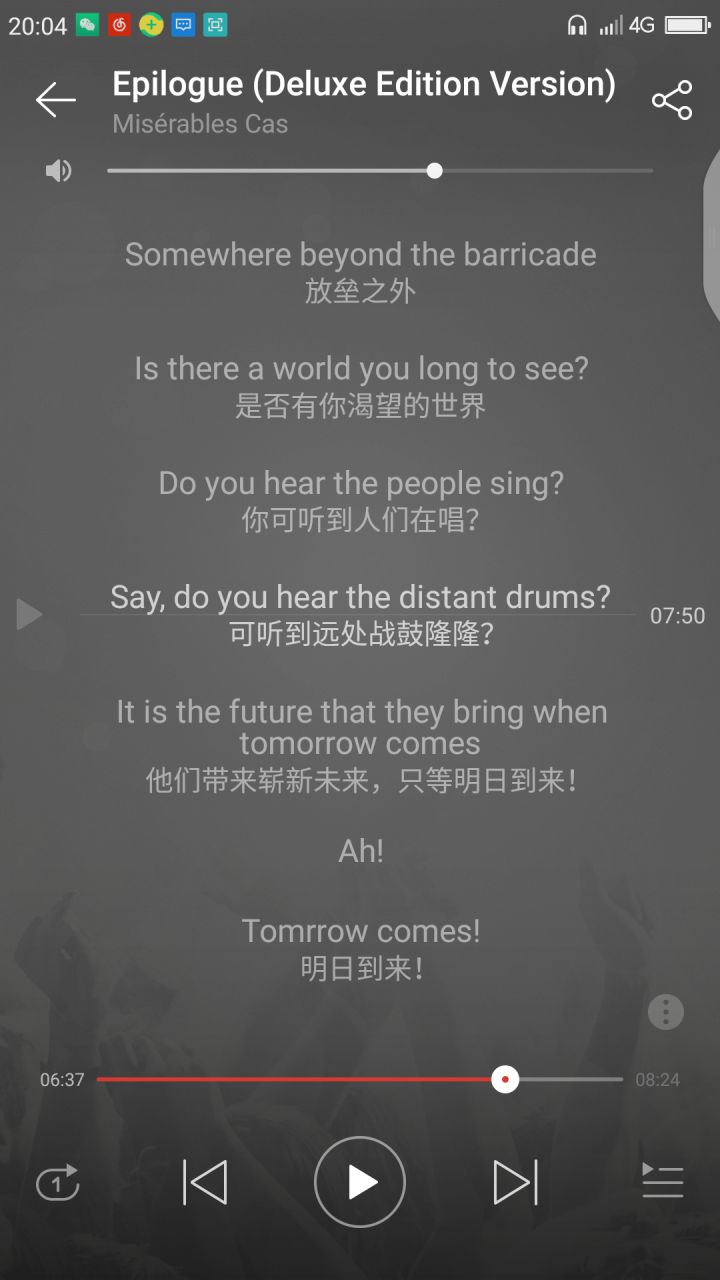 20:04
4G
Epilogue (Deluxe Edition Version)
Misérables Cas
Somewhere beyond the barricade
放垒之外
Is there a world you long to see?
是否有你渴望的世界
Do you hear the people sing?
你可听到人们在唱?
Say, do you hear the distant drums?
07:50
可听到远处战鼓隆隆?
It is the future that they bring when
tomorrow comes
他们带来崭新未来，只等明日到来!
Ah!
Tomrrow comes!
明日到来!
06:37
08:24
1